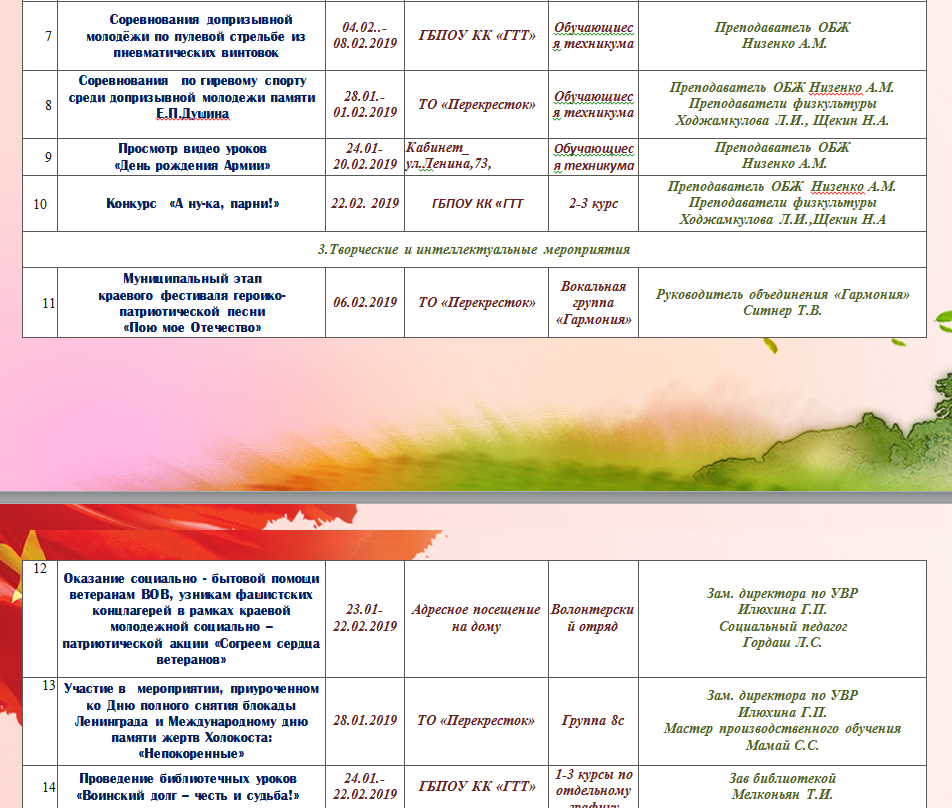 7
Соревнования допризывной
молодёжи по пулевой стрельбе из
пневматических винтовок
04.02..-
08.02.2019
ГБПОУ КК «ГТТ»
Обучающиес
я техникума
Преподаватель ОБЖ
Низенко А.М.
8
Соревнования по гиревому спорту
среди допризывной молодежи памяти
Е.П.Душина
28.01.-
01.02.2019
ТО «Перекресток»
Обучающиес
я техникума
Преподаватель ОБЖ Низенко А.М.
Преподаватели физкультуры
Ходжамкулова Л.И., Щекин Н.А.
9
Просмотр видео уроков
«День рождения Армии»
24.01-
20.02.2019
Кабинет_
ул.Ленина,73,
Обучающиес
я техникума
Преподаватель ОБЖ
Низенко А.М.
10
Конкурс «А ну-ка, парни!»
22.02. 2019
ГБПОУ КК «ГТТ
2-3 курс
Преподаватель ОБЖ Низенко А.М.
Преподаватели физкультуры
Ходжамкулова Л.И.,Щекин Н.А
3.Творческие и интеллектуальные мероприятия
11
Муниципальный этап
краевого фестиваля героико-
патриотической песни
«Пою мое Отечество»
06.02.2019
ТО «Перекресток»
Вокальная
группа
«Гармония»
Руководитель объединения «Гармония»
Ситнер Т.В.
12
Оказание социально - бытовой помощи
ветеранам ВОВ, узникам фашистских
концлагерей в рамках краевой
молодежной социально –
патриотической акции «Согреем сердца
ветеранов»
23.01-
22.02.2019
Адресное посещение
на дому
Волонтерски
й отряд
Зам. директора по УВР
Илюхина Г.П.
Социальный педагог
Гордаш Л.С.
13
Участие в мероприятии, приуроченном
ко Дню полного снятия блокады
Ленинграда и Международному дню
памяти жертв Холокоста:
«Непокоренные»
28.01.2019
ТО «Перекресток»
Группа 8с
Зам. директора по УВР
Илюхина Г.П.
Мастер производственного обучения
Мамай С.С.
14
Проведение библиотечных уроков
«Воинский долг – честь и судьба!»
24.01.-
22.02.2019
ГБПОУ КК «ГТТ»
1-3 курсы по
отдельному
графику
Зав библиотекой
Мелконьян Т.И.